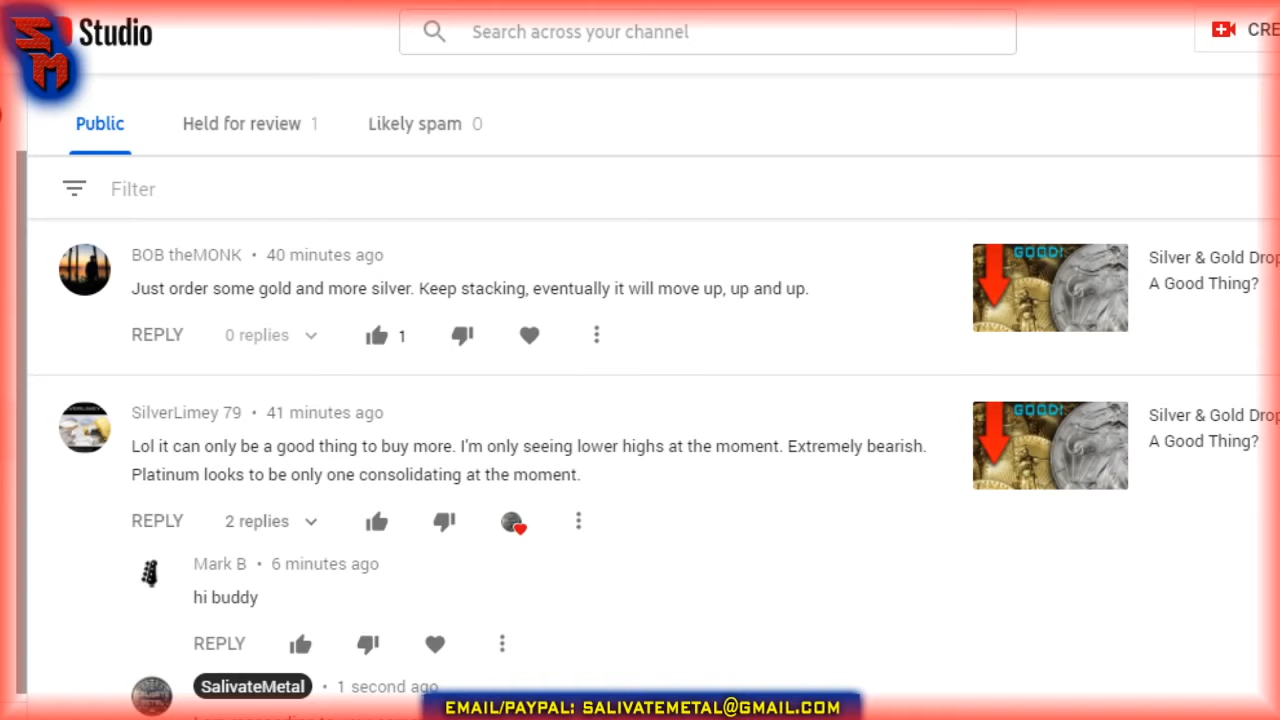 SM
Studio
Search across your channel
CRE
Public
Held for review 1
Likely spam 0
Filter
BOB theMONK • 40 minutes ago
Just order some gold and more silver. Keep stacking, eventually it will move up, up and up.
REPLY 0 replies 1
GOOD!
Silver & Gold Drop
A Good Thing?
SilverLimey 79 • 41 minutes ago
Lol it can only be a good thing to buy more. I'm only seeing lower highs at the moment. Extremely bearish.
Platinum looks to be only one consolidating at the moment.
REPLY 2 replies
GOOD!
Silver & Gold Drop
A Good Thing?
Mark B • 6 minutes ago
hi buddy
REPLY
SalivateMetal • 1 second ago
EMAIL/PAYPAL: SALIVATEMETAL@GMAIL.COM